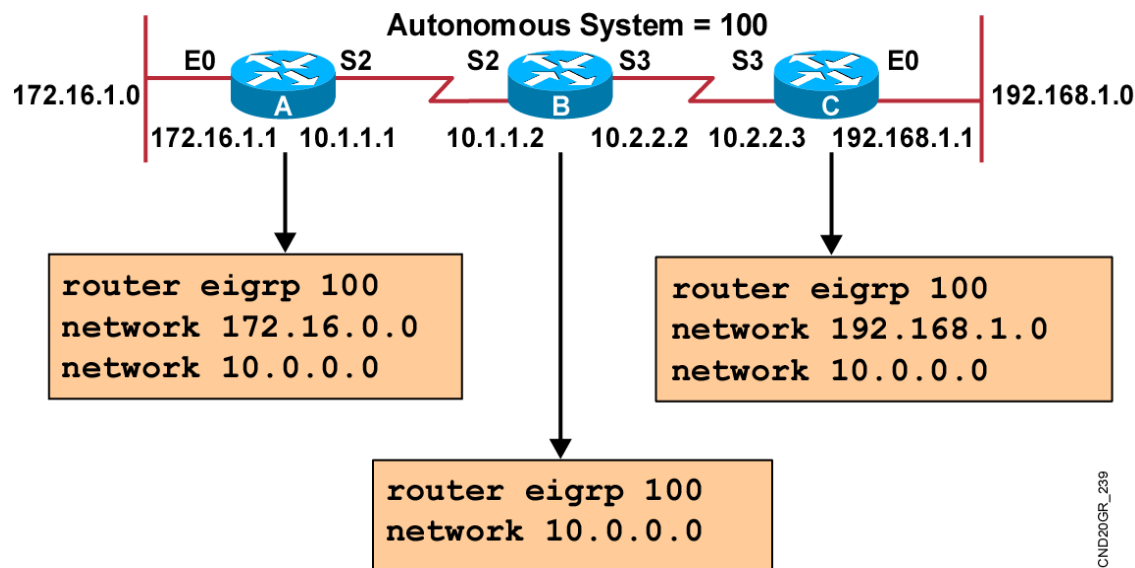 Autonomous System = 100
E0 S2 S2 S3 S3 E0
172.16.1.0 A B C 192.168.1.0
172.16.1.1 10.1.1.1 10.1.1.2 10.2.2.2 10.2.2.3 192.168.1.1
router eigrp 100
network 172.16.0.0
network 10.0.0.0
router eigrp 100
network 192.168.1.0
network 10.0.0.0
router eigrp 100
network 10.0.0.0
CND20GR_239